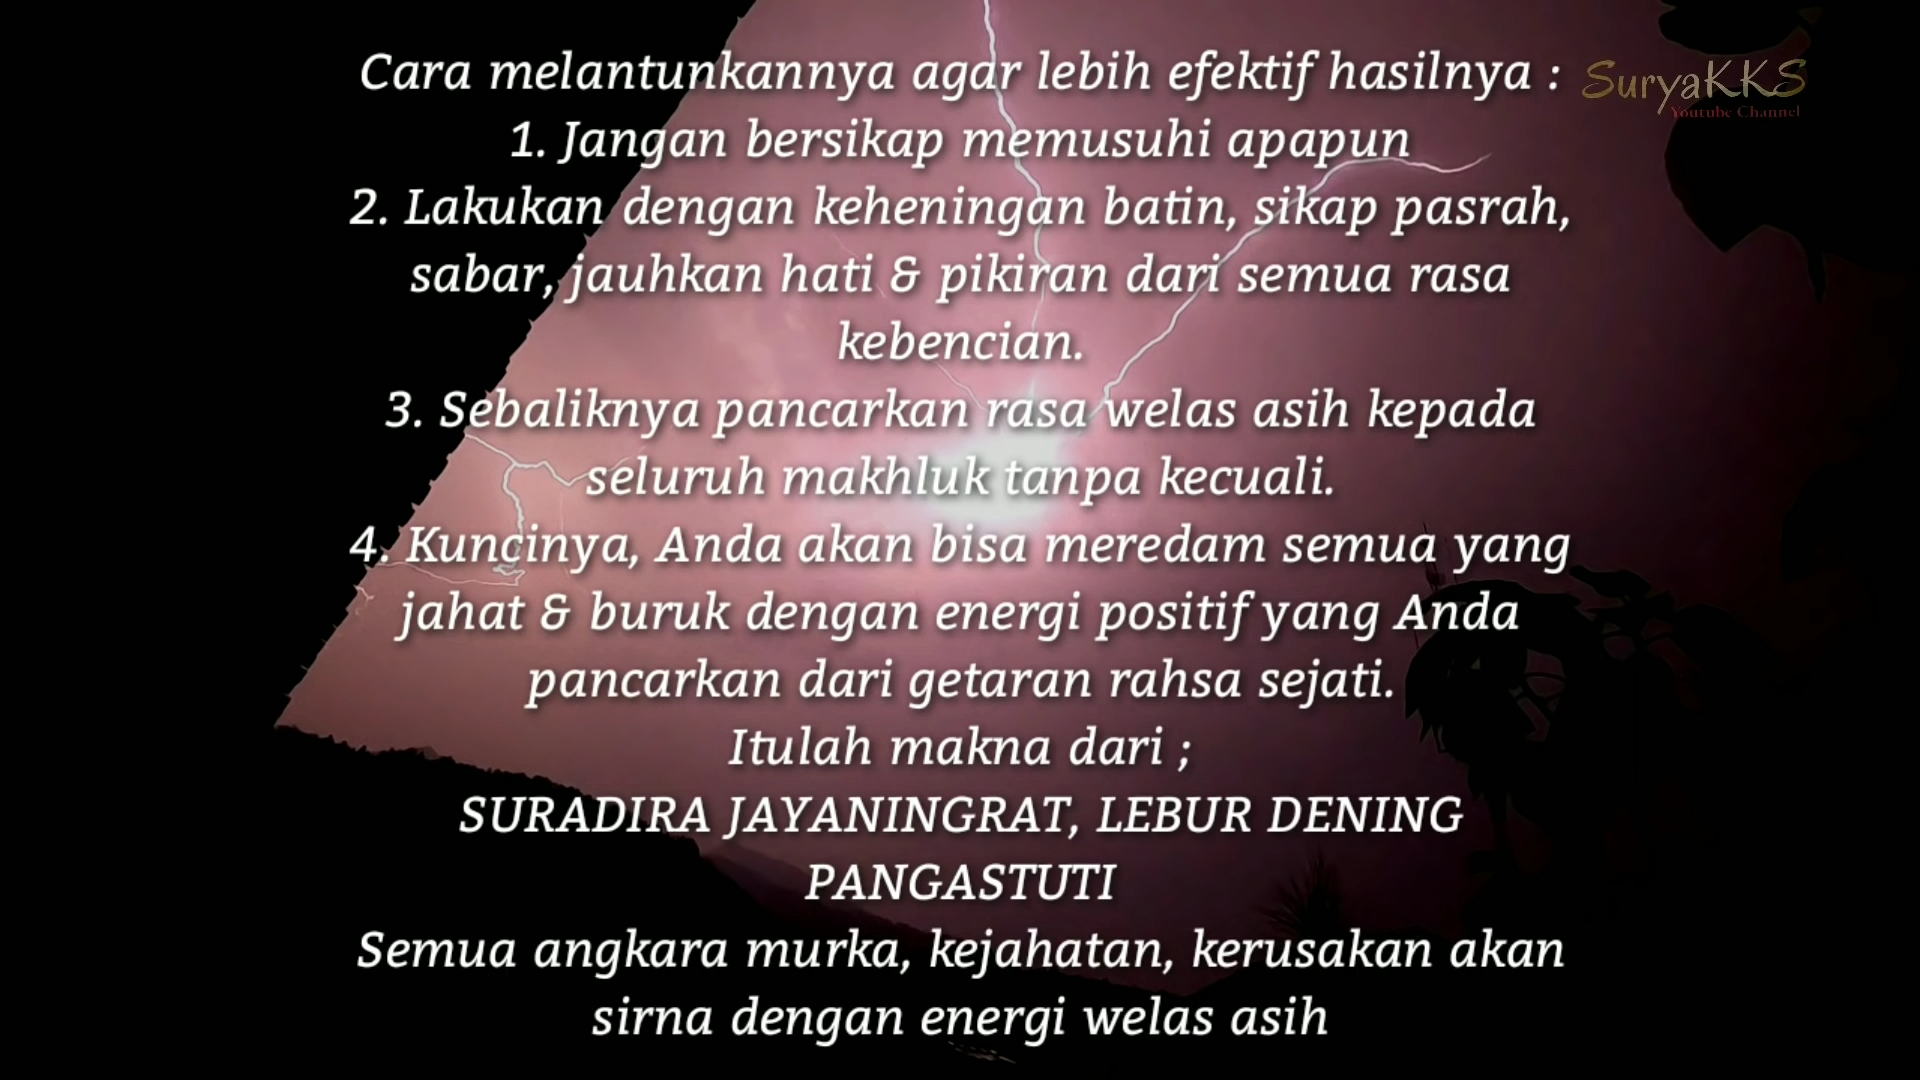 Cara melantunkannya agar lebih efektif hasilnya :
SuryaKKS
Youtube Channel
1. Jangan bersikap memusuhi apapun
2. Lakukan dengan keheningan batin, sikap pasrah,
sabar, jauhkan hati & pikiran dari semua rasa
kebencian.
3. Sebaliknya pancarkan rasa welas asih kepada
seluruh makhluk tanpa kecuali.
4. Kuncinya, Anda akan bisa meredam semua yang
jahat & buruk dengan energi positif yang Anda
pancarkan dari getaran rahsa sejati.
Itulah makna dari ;
SURADIRA JAYANINGRAT, LEBUR DENING
PANGASTUTI
Semua angkara murka, kejahatan, kerusakan akan
sirna dengan energi welas asih